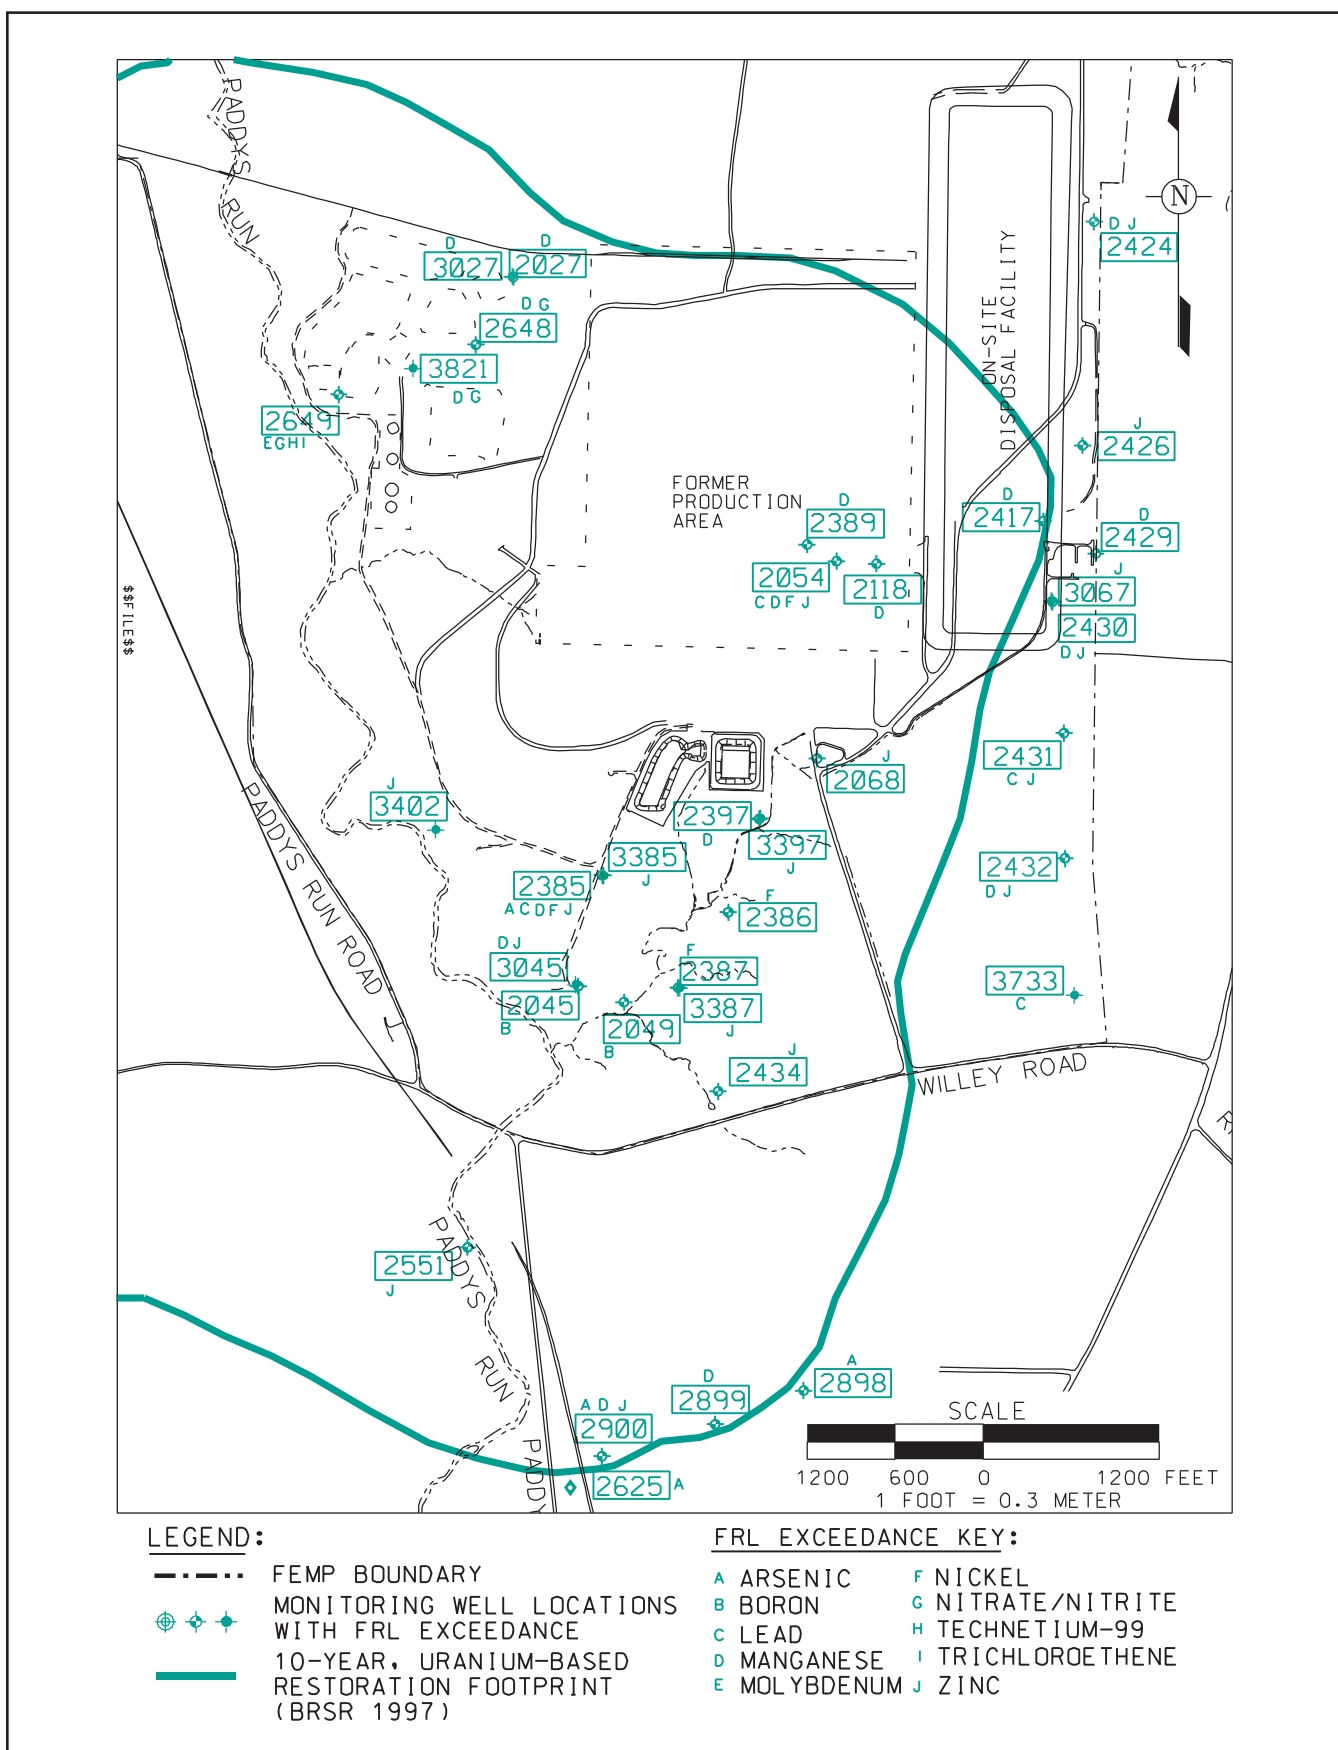 PADDYS RUN
N
D J
2424
D
3027
D
2027
D G
2648
3821
D G
2649
EGHI
ON-SITE
DISPOSAL FACILITY
J
2426
FORMER
PRODUCTION
AREA
D
2417
D
2389
D
2429
2054
C D F J
2118
D
J
3067
2430
D J
$$FILE$$
2431
C J
J
2068
J
3402
2397
D
3397
J
PADDYS RUN ROAD
3385
J
2385
A C D F J
2432
D J
F
2386
D J
3045
2045
B
F
2387
3387
J
3733
C
2049
B
J
2434
WILLEY ROAD
R
2551
J
PADDYS RUN
A
2898
D
2899
A D J
2900
2625 A
PADDY
SCALE
1200 600 0 1200 FEET
1 FOOT = 0.3 METER
LEGEND:
FEMP BOUNDARY
MONITORING WELL LOCATIONS
WITH FRL EXCEEDANCE
10-YEAR, URANIUM-BASED
RESTORATION FOOTPRINT
(BRSR 1997)
FRL EXCEEDANCE KEY:
A ARSENIC
B BORON
C LEAD
D MANGANESE
E MOLYBDENUM
F NICKEL
G NITRATE/NITRITE
H TECHNETIUM-99
I TRICHLOROETHENE
J ZINC